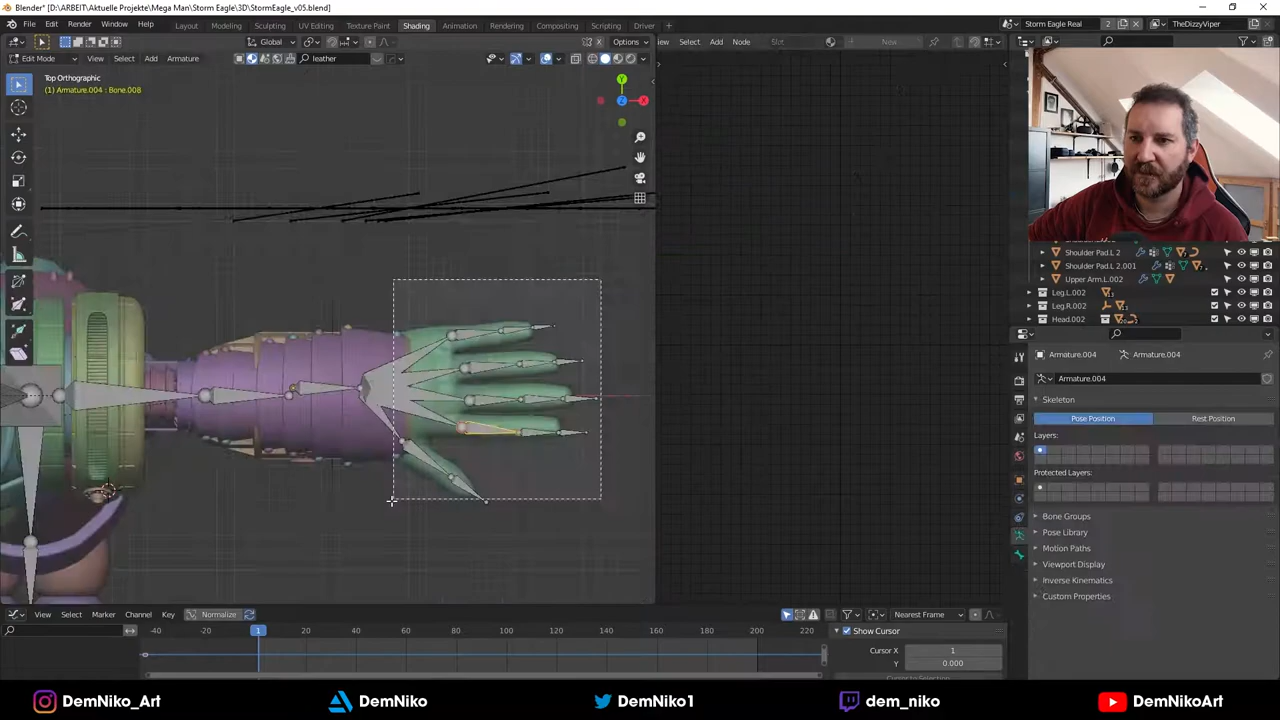 Blender* [D:\ARBEIT\Aktuelle Projekte\Mega Man\Storm Eagle\3D\StormEagle_v05.blend]
File Edit Render Window Help Layout Modeling Sculpting UV Editing Texture Paint Shading Animation Rendering Compositing Scripting Driver Storm Eagle Real 2 TheDizzyViper
Global Options View Select Add Node Slot New
Edit Mode View Select Add Armature leather
Top Orthographic
(1) Armature.004 : Bone.008
Y
Z X
Shoulder Pad.L 2
Shoulder Pad.L 2.001
Upper Arm.L.002
Leg.L.002
Leg.R.002
Head.002
Armature.004 Armature.004
Armature.004
Skeleton
Pose Position Rest Position
Layers:
Protected Layers:
Bone Groups
Pose Library
Motion Paths
Viewport Display
Inverse Kinematics
Custom Properties
View Select Marker Channel Key Normalize Nearest Frame
-40 -20 1 20 40 60 80 100 120 140 160 180 200 220
Show Cursor
Cursor X 1
Y 0.000
Cursor to Selection
DemNiko_Art DemNiko DemNiko1 dem_niko DemNikoArt